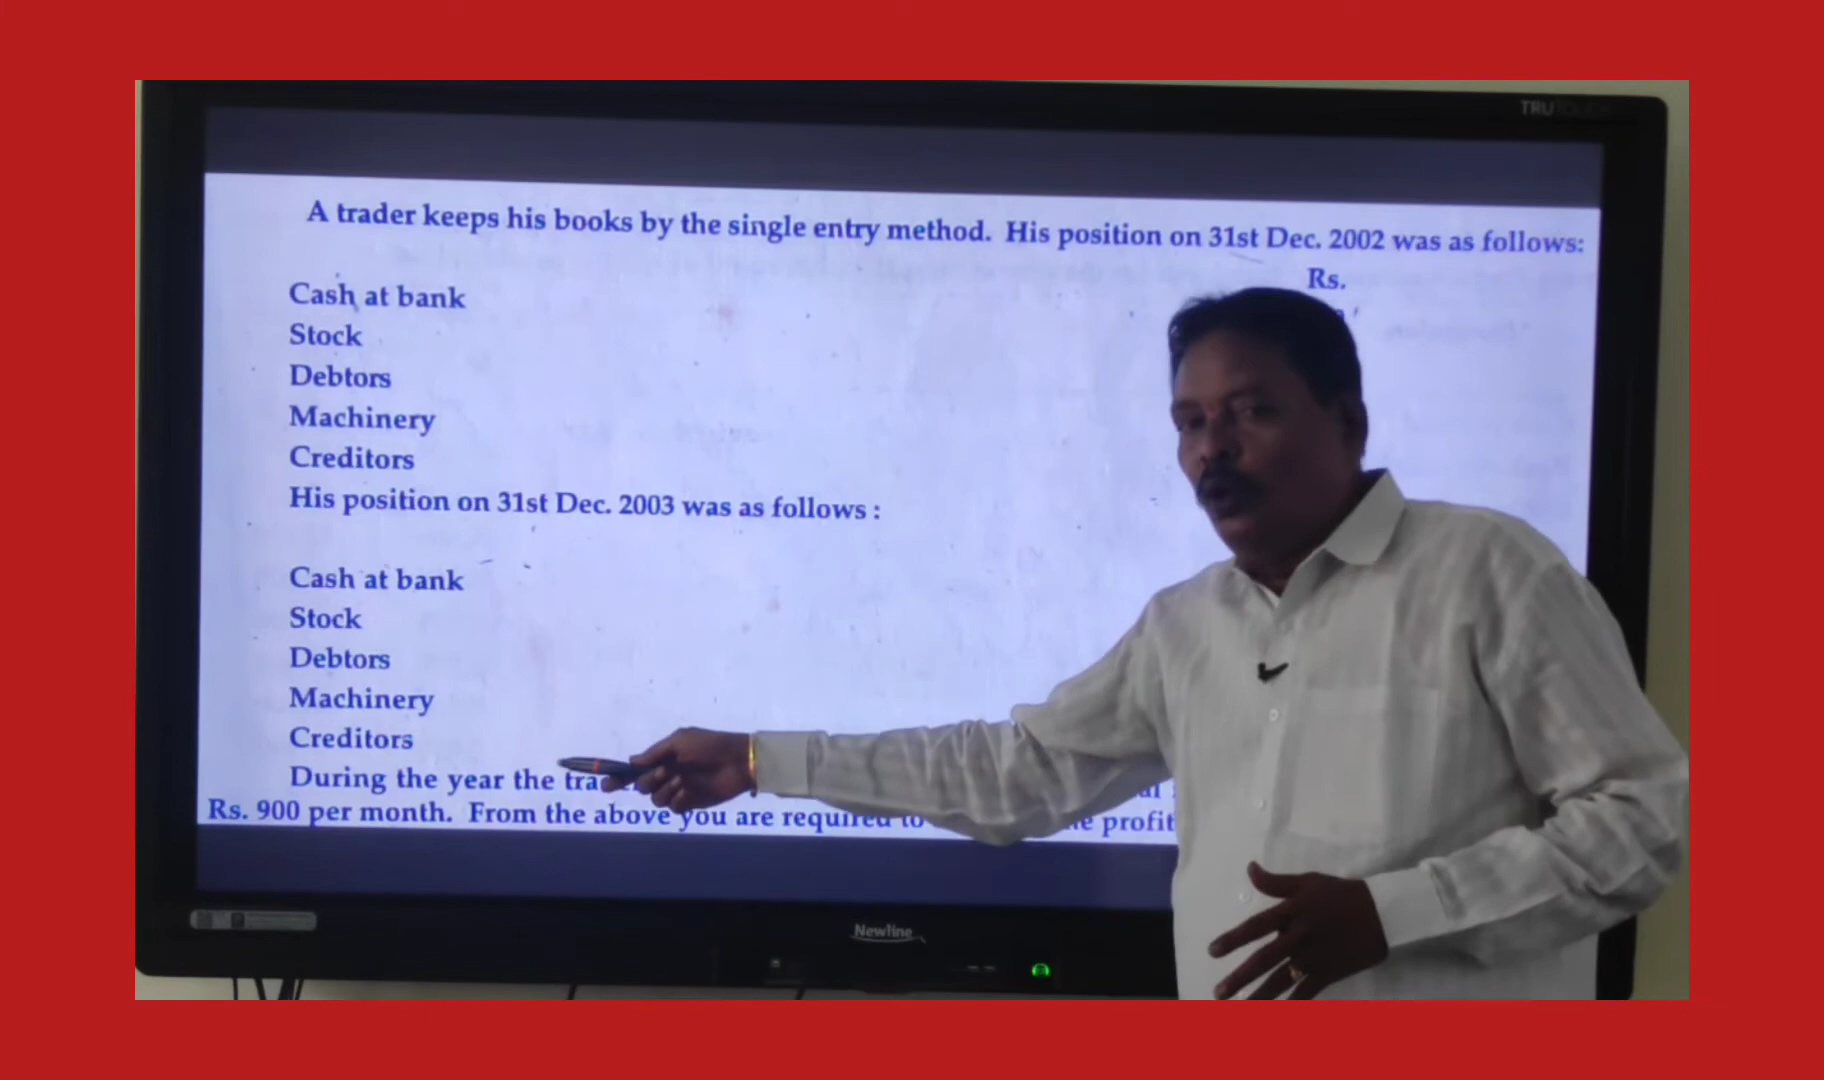 TRU
A trader keeps his books by the single entry method. His position on 31st Dec. 2002 was as follows:
Rs.
Cash at bank
Stock
Debtors
Machinery
Creditors
His position on 31st Dec. 2003 was as follows :
Cash at bank
Stock
Debtors
Machinery
Creditors
During the year the
Rs. 900 per month. From the above you are required to profit
Newline